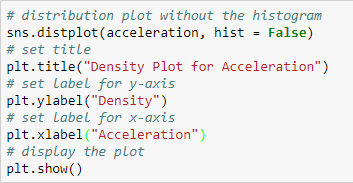 # distribution plot without the histogram
sns.distplot(acceleration, hist = False)
# set title
plt.title("Density Plot for Acceleration")
# set label for y-axis
plt.ylabel("Density")
# set label for x-axis
plt.xlabel("Acceleration")
# display the plot
plt.show()